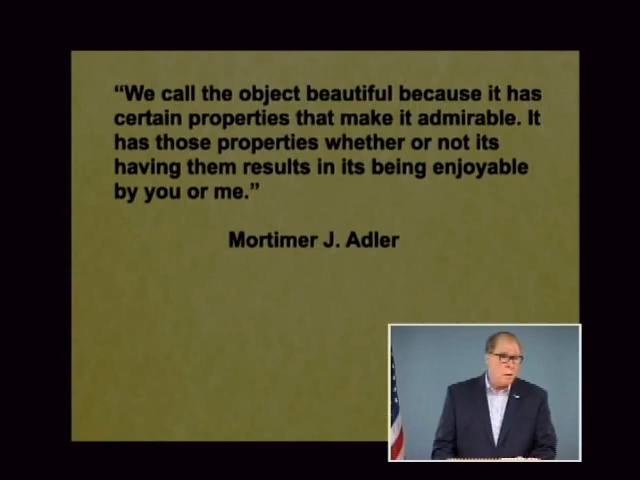 “We call the object beautiful because it has
certain properties that make it admirable. It
has those properties whether or not its
having them results in its being enjoyable
by you or me.”
Mortimer J. Adler